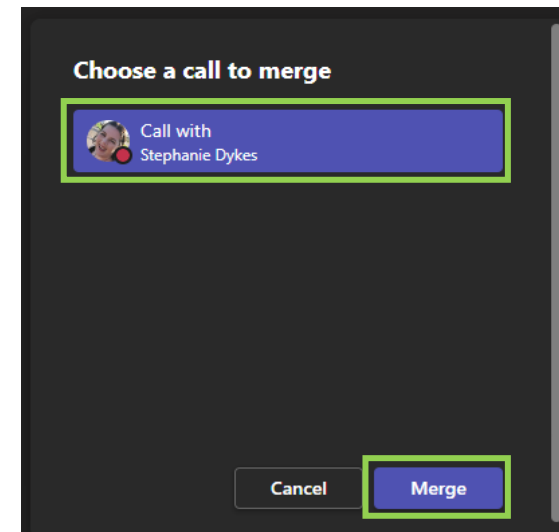 Choose a call to merge
Call with
Stephanie Dykes
Cancel
Merge